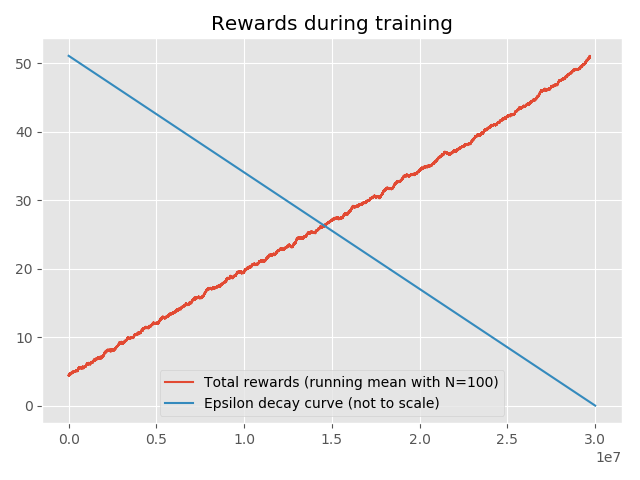 Rewards during training
50
40
30
20
10
0
Total rewards (running mean with N=100)
Epsilon decay curve (not to scale)
0.0 0.5 1.0 1.5 2.0 2.5 3.0
1e7